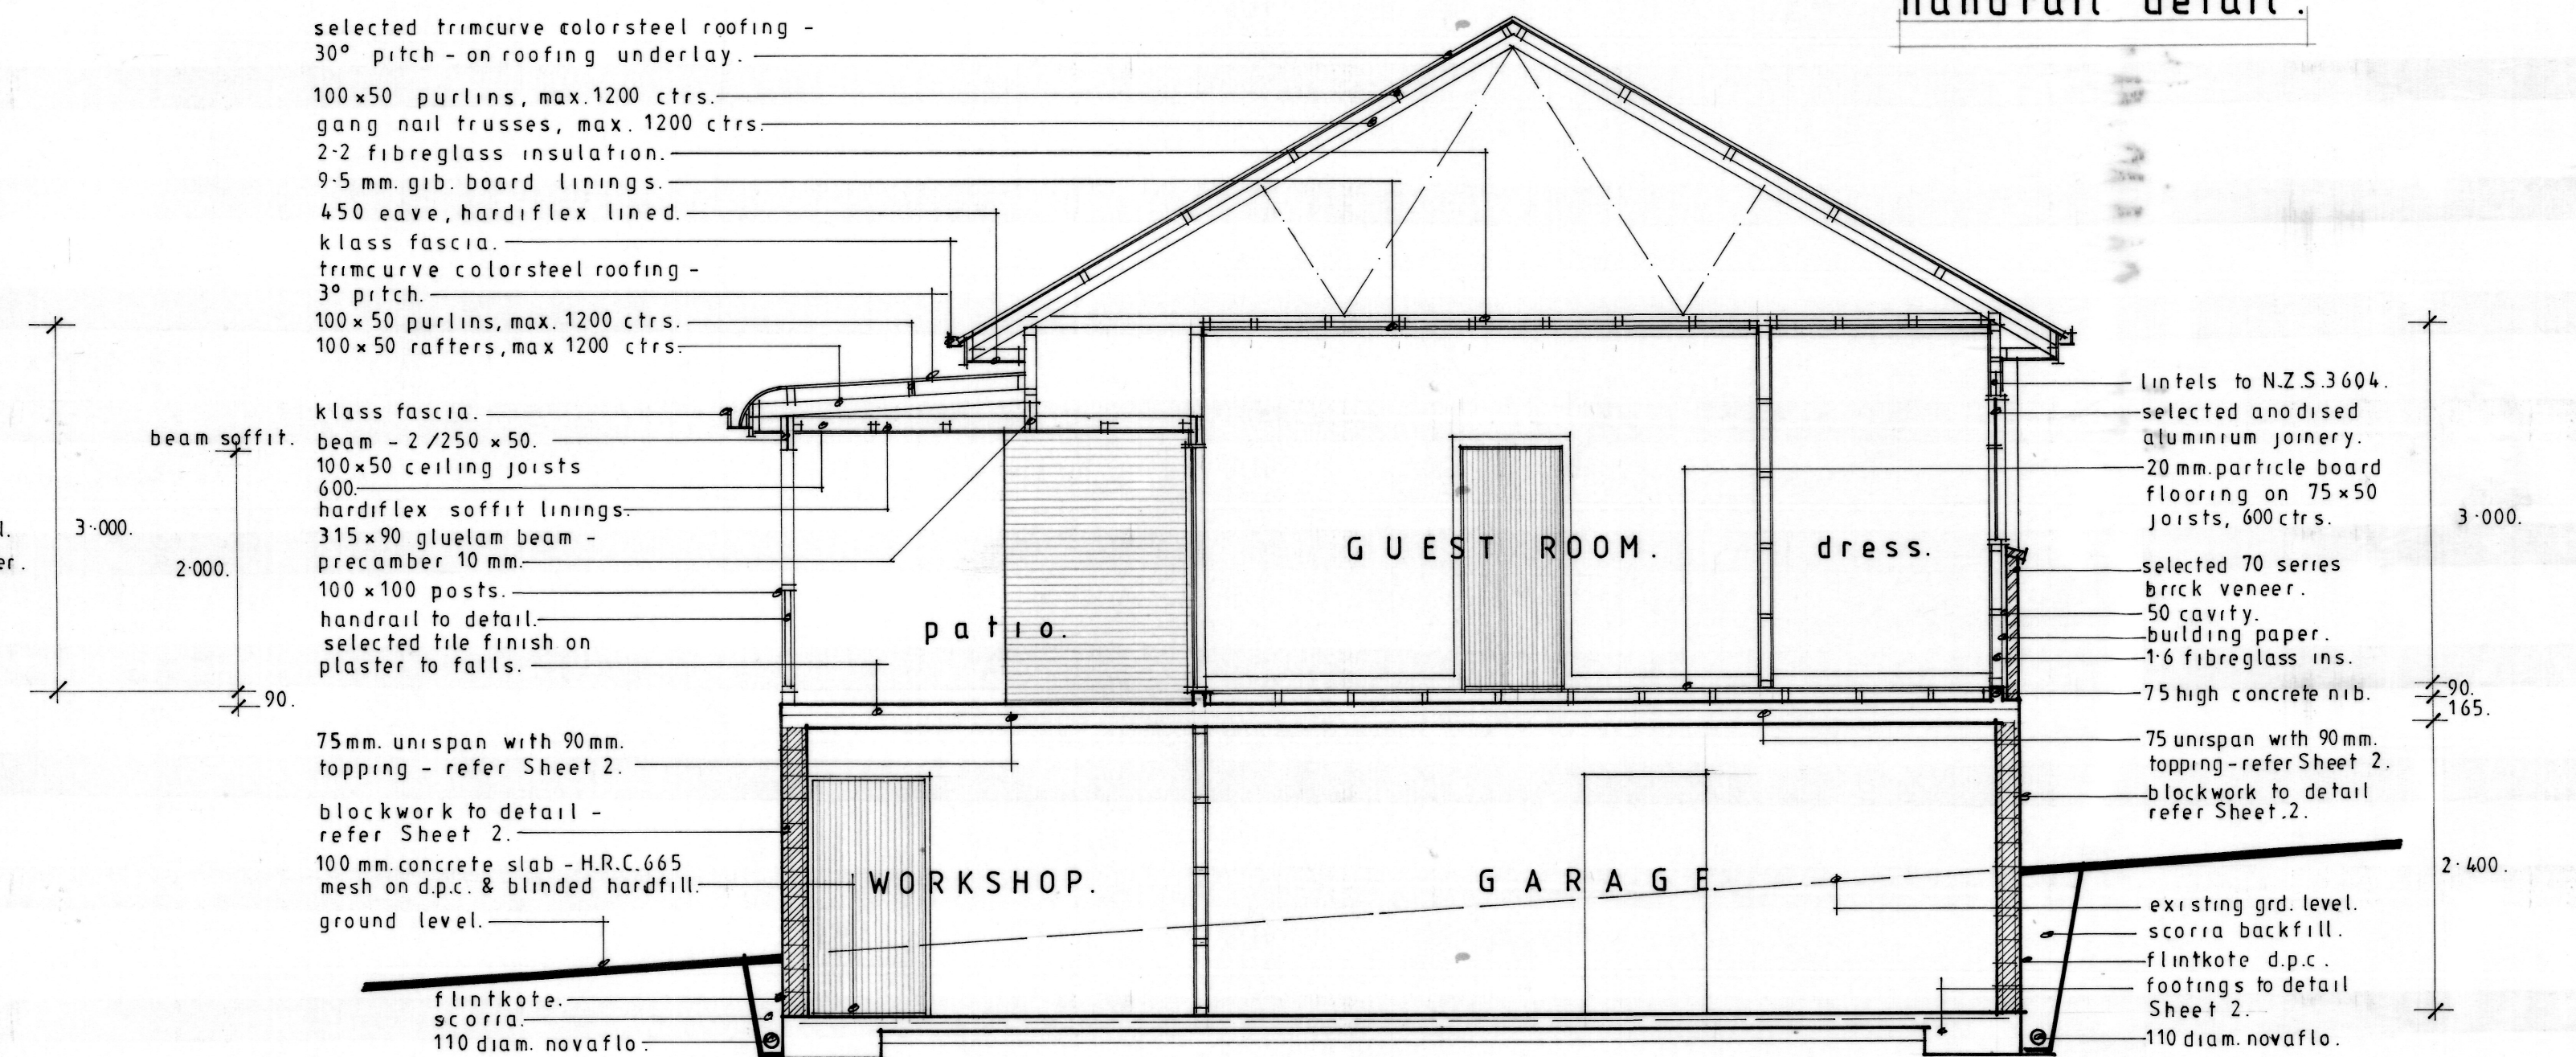 handrail detail.
selected trimcurve colorsteel roofing -
30° pitch - on roofing underlay.
100×50 purlins, max. 1200 ctrs.
gang nail trusses, max. 1200 ctrs.
2·2 fibreglass insulation.
9·5 mm. gib. board linings.
450 eave, hardiflex lined.
klass fascia.
trimcurve colorsteel roofing -
3° pitch.
100×50 purlins, max. 1200 ctrs.
100×50 rafters, max 1200 ctrs.
klass fascia.
beam soffit.
beam - 2/250×50.
100×50 ceiling joists
600.
hardiflex soffit linings.
315×90 gluelam beam -
precamber 10 mm.
100×100 posts.
handrail to detail.
selected tile finish on
plaster to falls.
3·000.
2·000.
90.
75mm. unispan with 90mm.
topping - refer Sheet 2.
blockwork to detail -
refer Sheet 2.
100 mm. concrete slab - H.R.C. 665
mesh on d.p.c. & blinded hardfill.
ground level.
flintkote.
scorra.
110 diam. novaflo.
patio.
GUEST ROOM.
dress.
WORKSHOP.
GARAGE.
lintels to N.Z.S. 3604.
selected anodised
aluminium joinery.
20 mm. particle board
flooring on 75×50
joists, 600 ctrs.
selected 70 series
brick veneer.
50 cavity.
building paper.
1·6 fibreglass ins.
75 high concrete nib.
75 unispan with 90mm.
topping - refer Sheet 2.
blockwork to detail
refer Sheet 2.
existing grd. level.
scorra backfill.
flintkote d.p.c.
footings to detail
Sheet 2.
110 diam. novaflo.
3·000.
90.
165.
2·400.